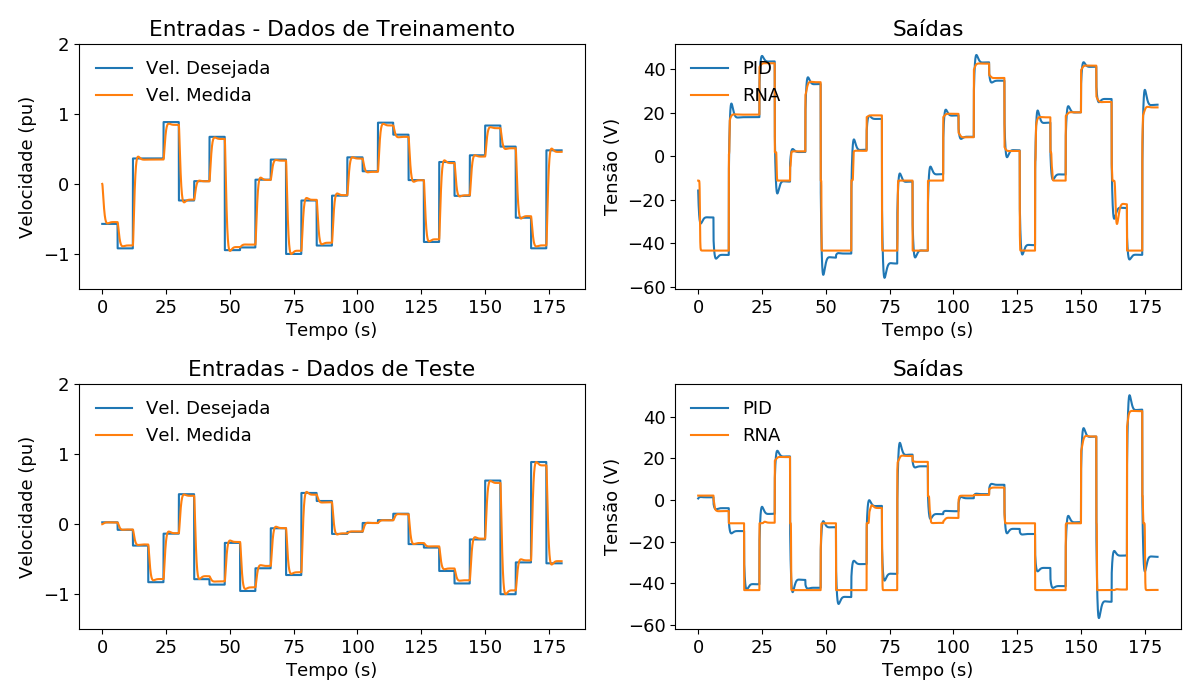 Entradas - Dados de Treinamento
Vel. Desejada
Vel. Medida
Velocidade (pu)
2
1
0
−1
0 25 50 75 100 125 150 175
Tempo (s)
Saídas
PID
RNA
Tensão (V)
40
20
0
−20
−40
−60
0 25 50 75 100 125 150 175
Tempo (s)
Entradas - Dados de Teste
Vel. Desejada
Vel. Medida
Velocidade (pu)
2
1
0
−1
0 25 50 75 100 125 150 175
Tempo (s)
Saídas
PID
RNA
Tensão (V)
40
20
0
−20
−40
−60
0 25 50 75 100 125 150 175
Tempo (s)